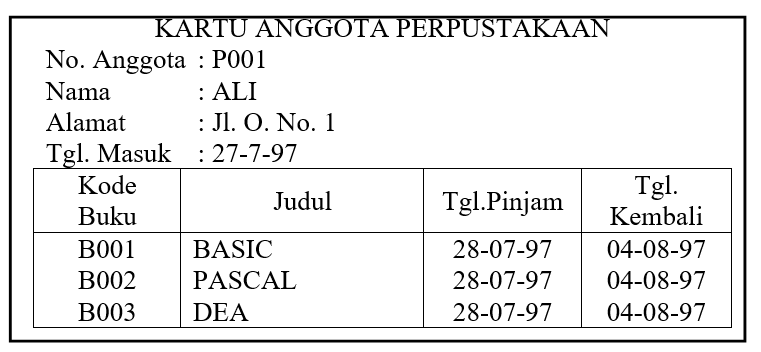 KARTU ANGGOTA PERPUSTAKAAN
No. Anggota : P001
Nama : ALI
Alamat : Jl. O. No. 1
Tgl. Masuk : 27-7-97
Kode Buku Judul Tgl.Pinjam Tgl. Kembali
B001 BASIC 28-07-97 04-08-97
B002 PASCAL 28-07-97 04-08-97
B003 DEA 28-07-97 04-08-97